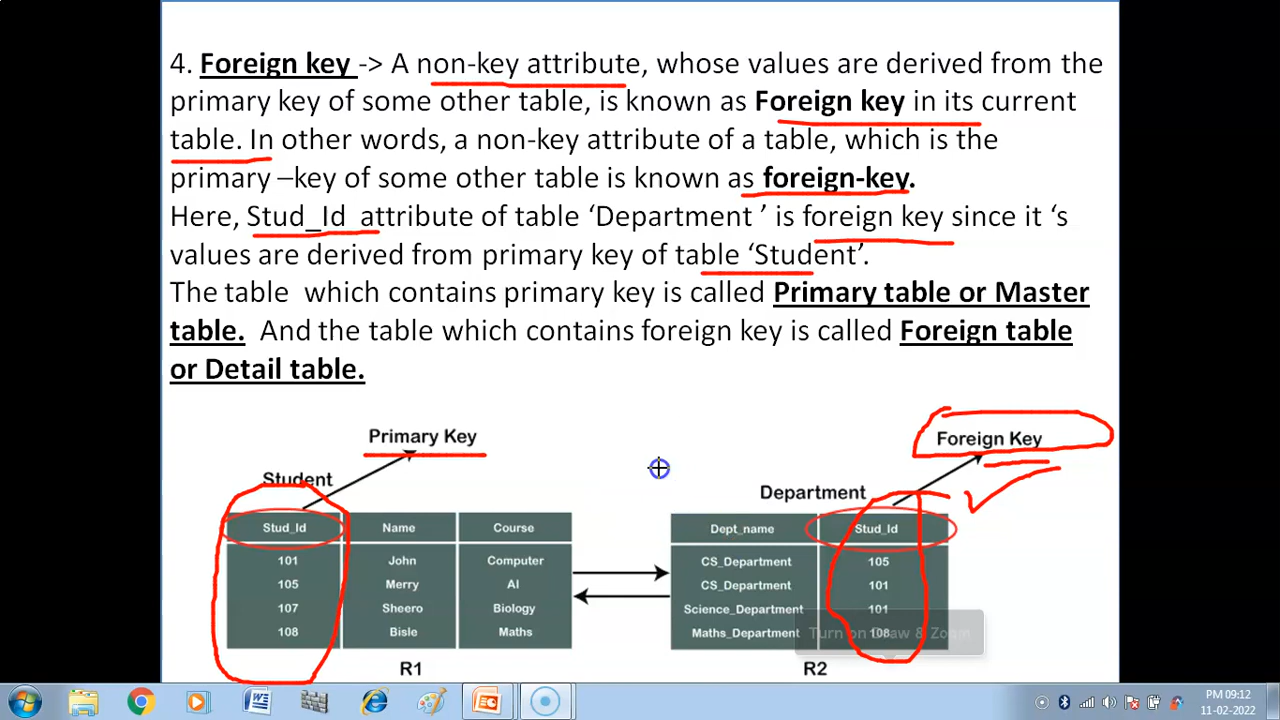 4. Foreign key -> A non-key attribute, whose values are derived from the
primary key of some other table, is known as Foreign key in its current
table. In other words, a non-key attribute of a table, which is the
primary –key of some other table is known as foreign-key.
Here, Stud_Id attribute of table ‘Department ’ is foreign key since it ‘s
values are derived from primary key of table ‘Student’.
The table which contains primary key is called Primary table or Master
table. And the table which contains foreign key is called Foreign table
or Detail table.
Primary Key
Foreign Key
Student
Department
Stud_Id Name Course
Dept_name Stud_Id
101 John Computer
CS_Department 105
105 Merry AI
CS_Department 101
107 Sheero Biology
Science_Department 101
108 Bisle Maths
Maths_Department 108
Turn on Draw & Zoom
R1
R2
PM 09:12
11-02-2022